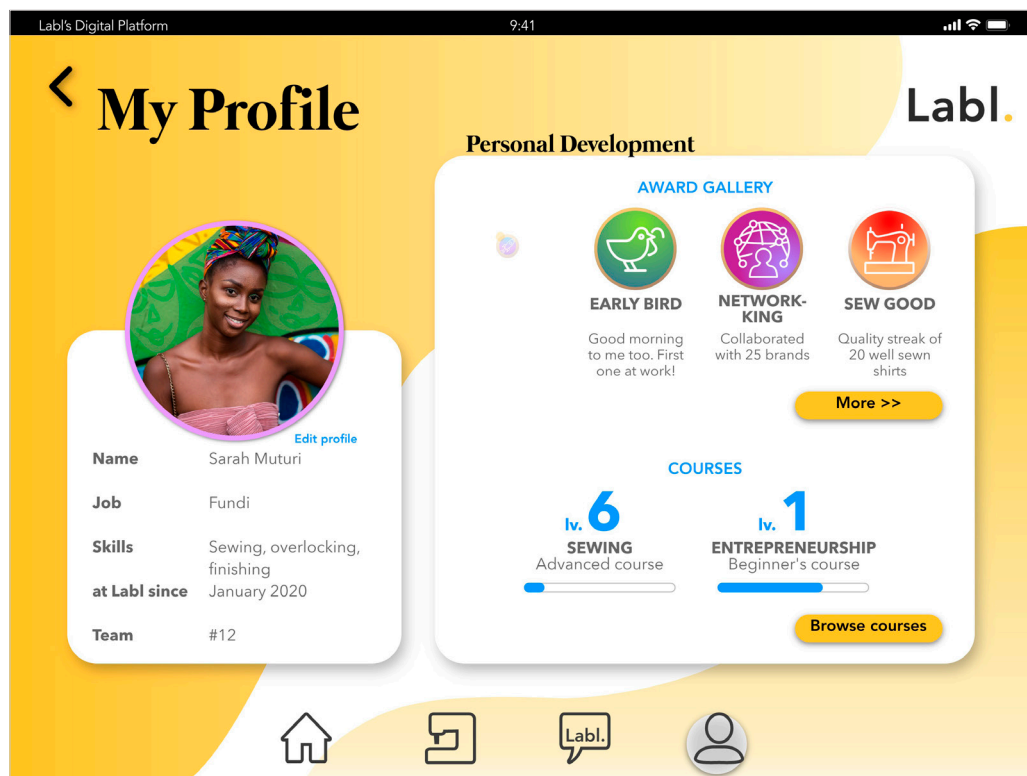 Labl's Digital Platform
9:41
My Profile
Labl.
Personal Development
AWARD GALLERY
EARLY BIRD
Good morning
to me too. First
one at work!
NETWORK-
KING
Collaborated
with 25 brands
SEW GOOD
Quality streak of
20 well sewn
shirts
More >>
Edit profile
Name Sarah Muturi
Job Fundi
Skills Sewing, overlocking,
finishing
at Labl since January 2020
Team #12
COURSES
lv. 6
SEWING
Advanced course
lv. 1
ENTREPRENEURSHIP
Beginner's course
Browse courses
Labl.